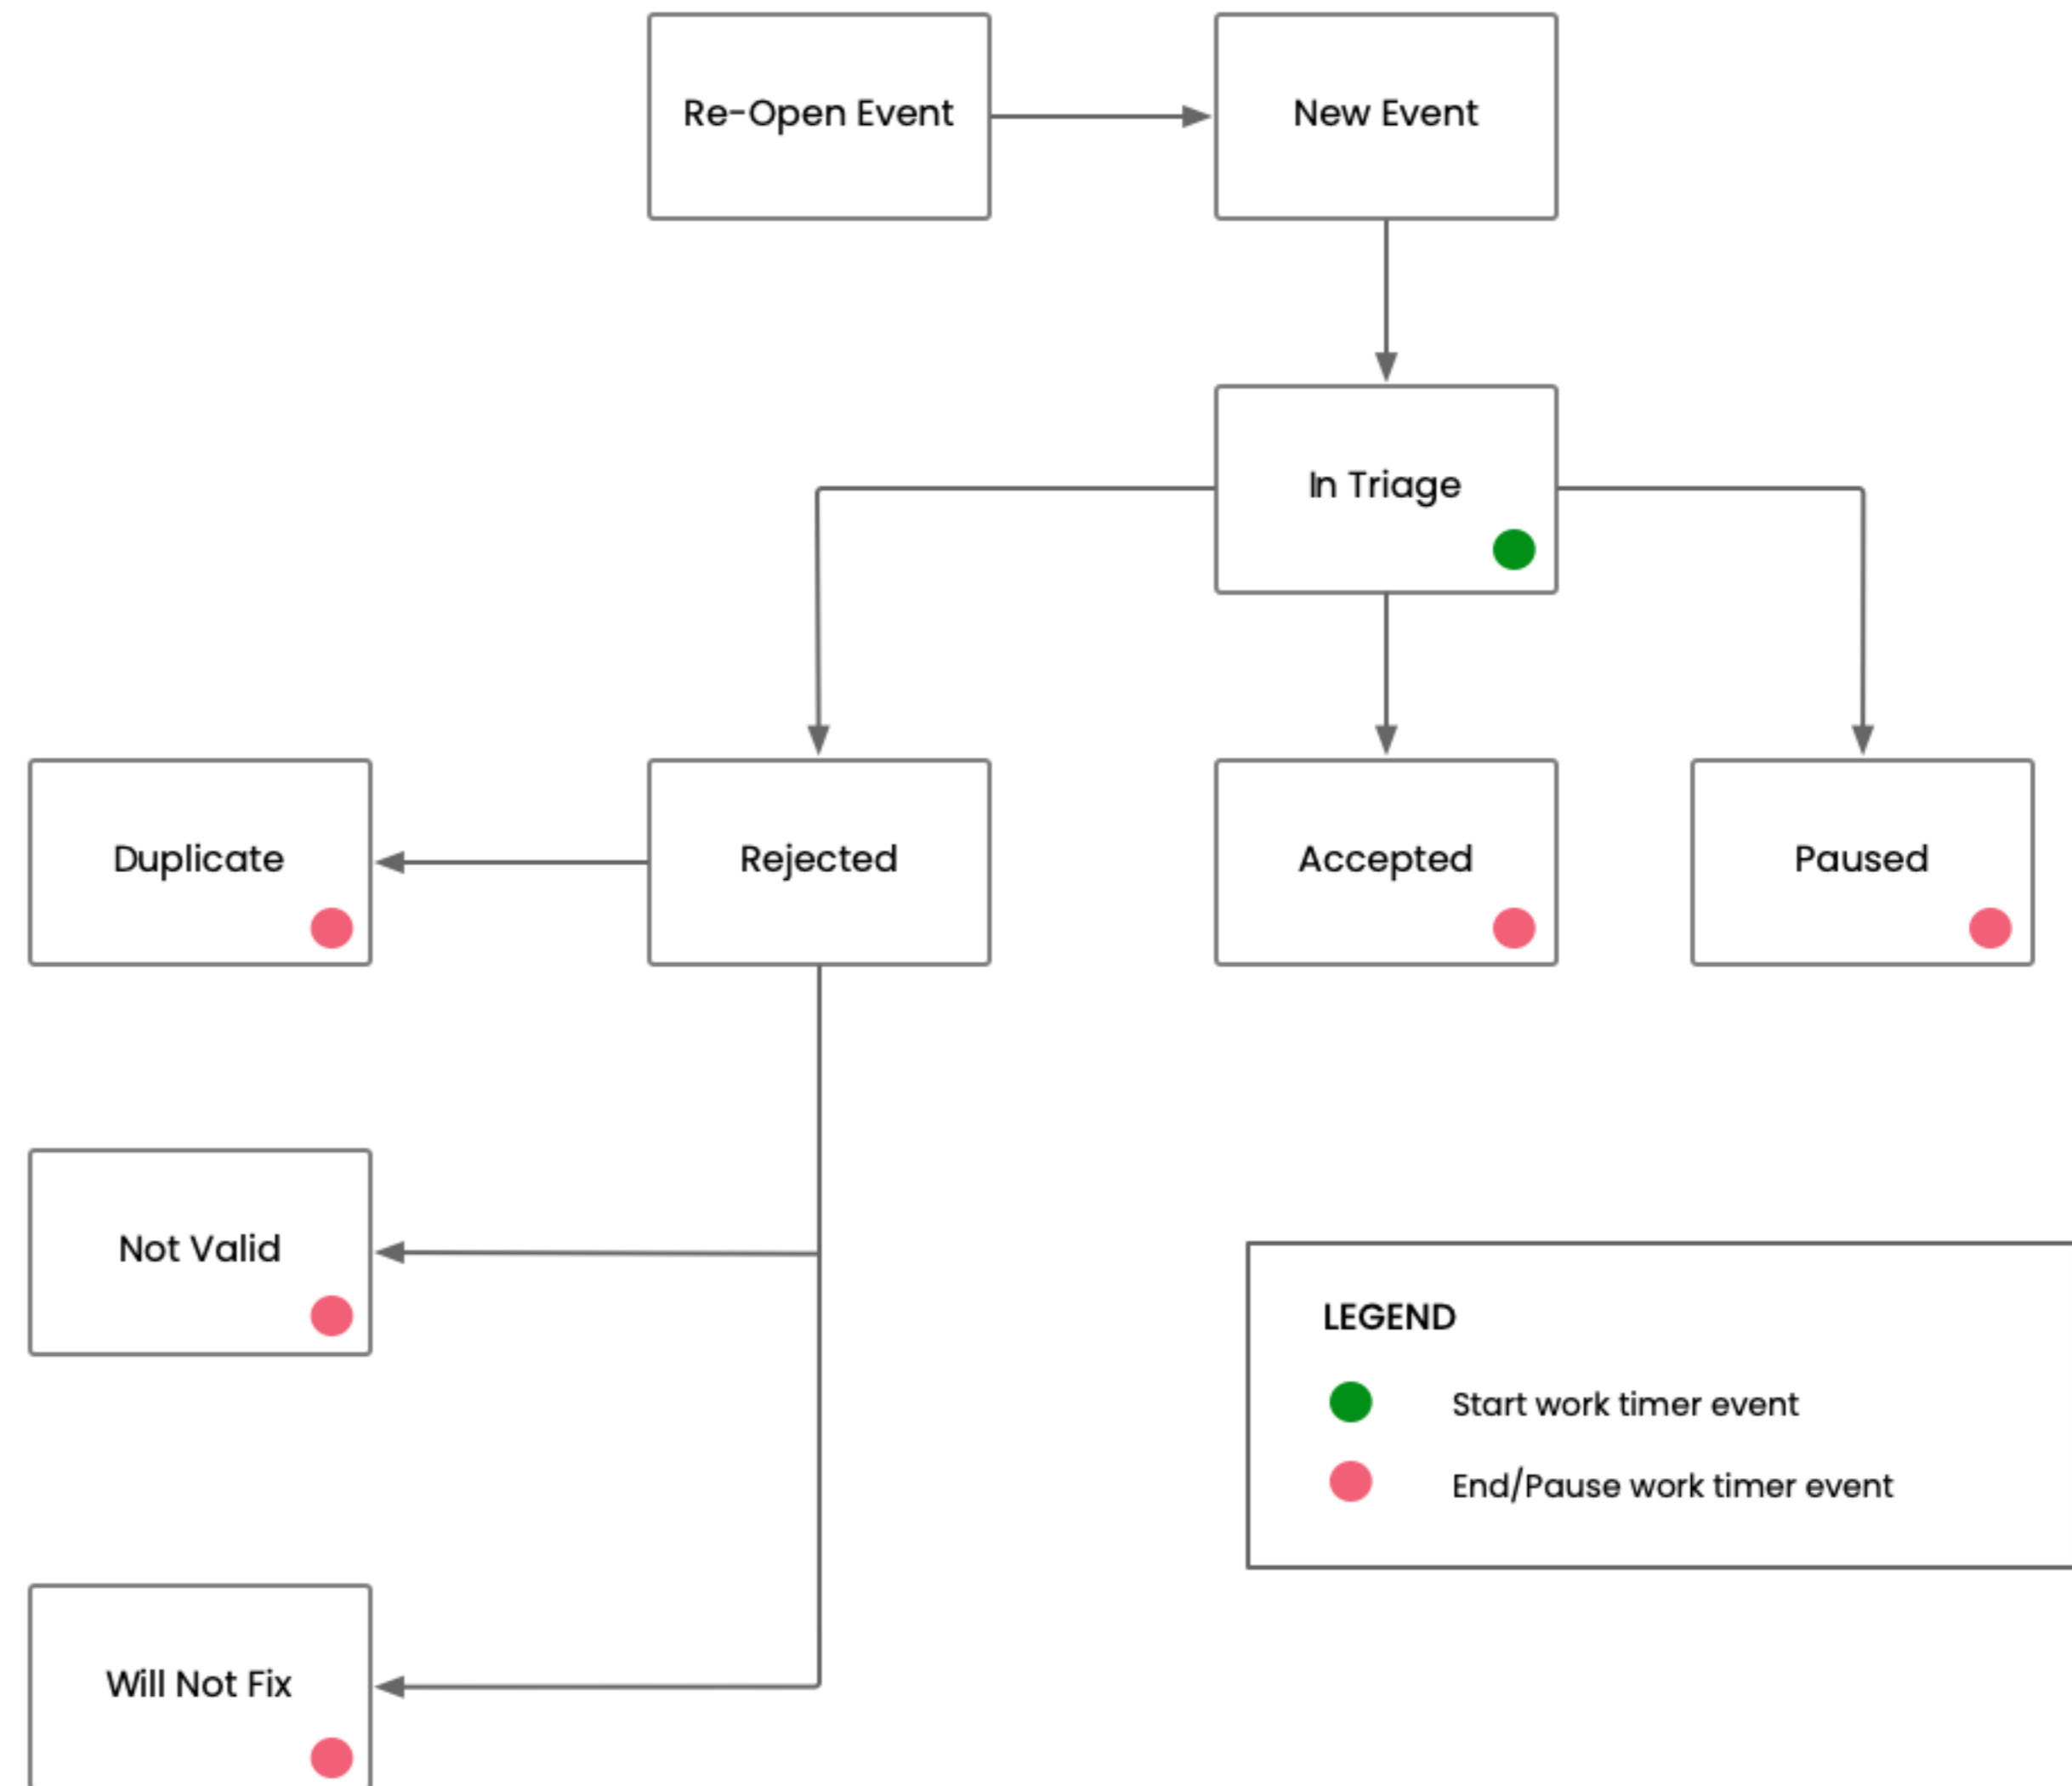 Re-Open Event
New Event
In Triage
Duplicate
Rejected
Accepted
Paused
Not Valid
LEGEND
Start work timer event
End/Pause work timer event
Will Not Fix